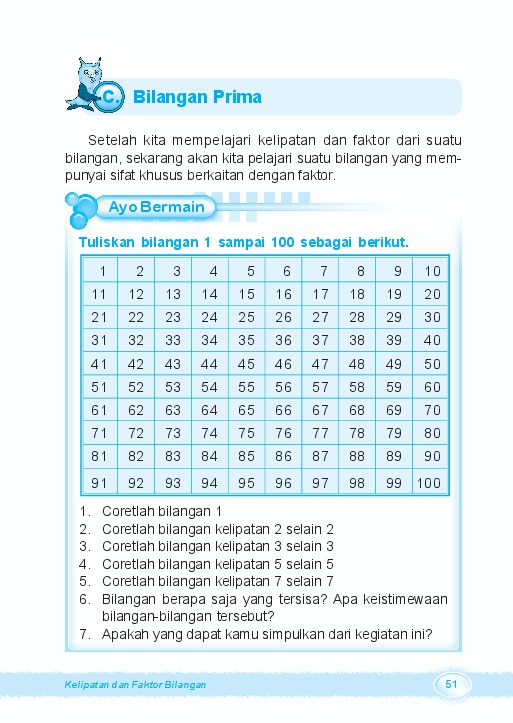 C. Bilangan Prima
Setelah kita mempelajari kelipatan dan faktor dari suatu
bilangan, sekarang akan kita pelajari suatu bilangan yang mem-
punyai sifat khusus berkaitan dengan faktor.
Ayo Bermain
Tuliskan bilangan 1 sampai 100 sebagai berikut.
1 2 3 4 5 6 7 8 9 10
11 12 13 14 15 16 17 18 19 20
21 22 23 24 25 26 27 28 29 30
31 32 33 34 35 36 37 38 39 40
41 42 43 44 45 46 47 48 49 50
51 52 53 54 55 56 57 58 59 60
61 62 63 64 65 66 67 68 69 70
71 72 73 74 75 76 77 78 79 80
81 82 83 84 85 86 87 88 89 90
91 92 93 94 95 96 97 98 99 100
1. Coretlah bilangan 1
2. Coretlah bilangan kelipatan 2 selain 2
3. Coretlah bilangan kelipatan 3 selain 3
4. Coretlah bilangan kelipatan 5 selain 5
5. Coretlah bilangan kelipatan 7 selain 7
6. Bilangan berapa saja yang tersisa? Apa keistimewaan
bilangan-bilangan tersebut?
7. Apakah yang dapat kamu simpulkan dari kegiatan ini?
Kelipatan dan Faktor Bilangan 51